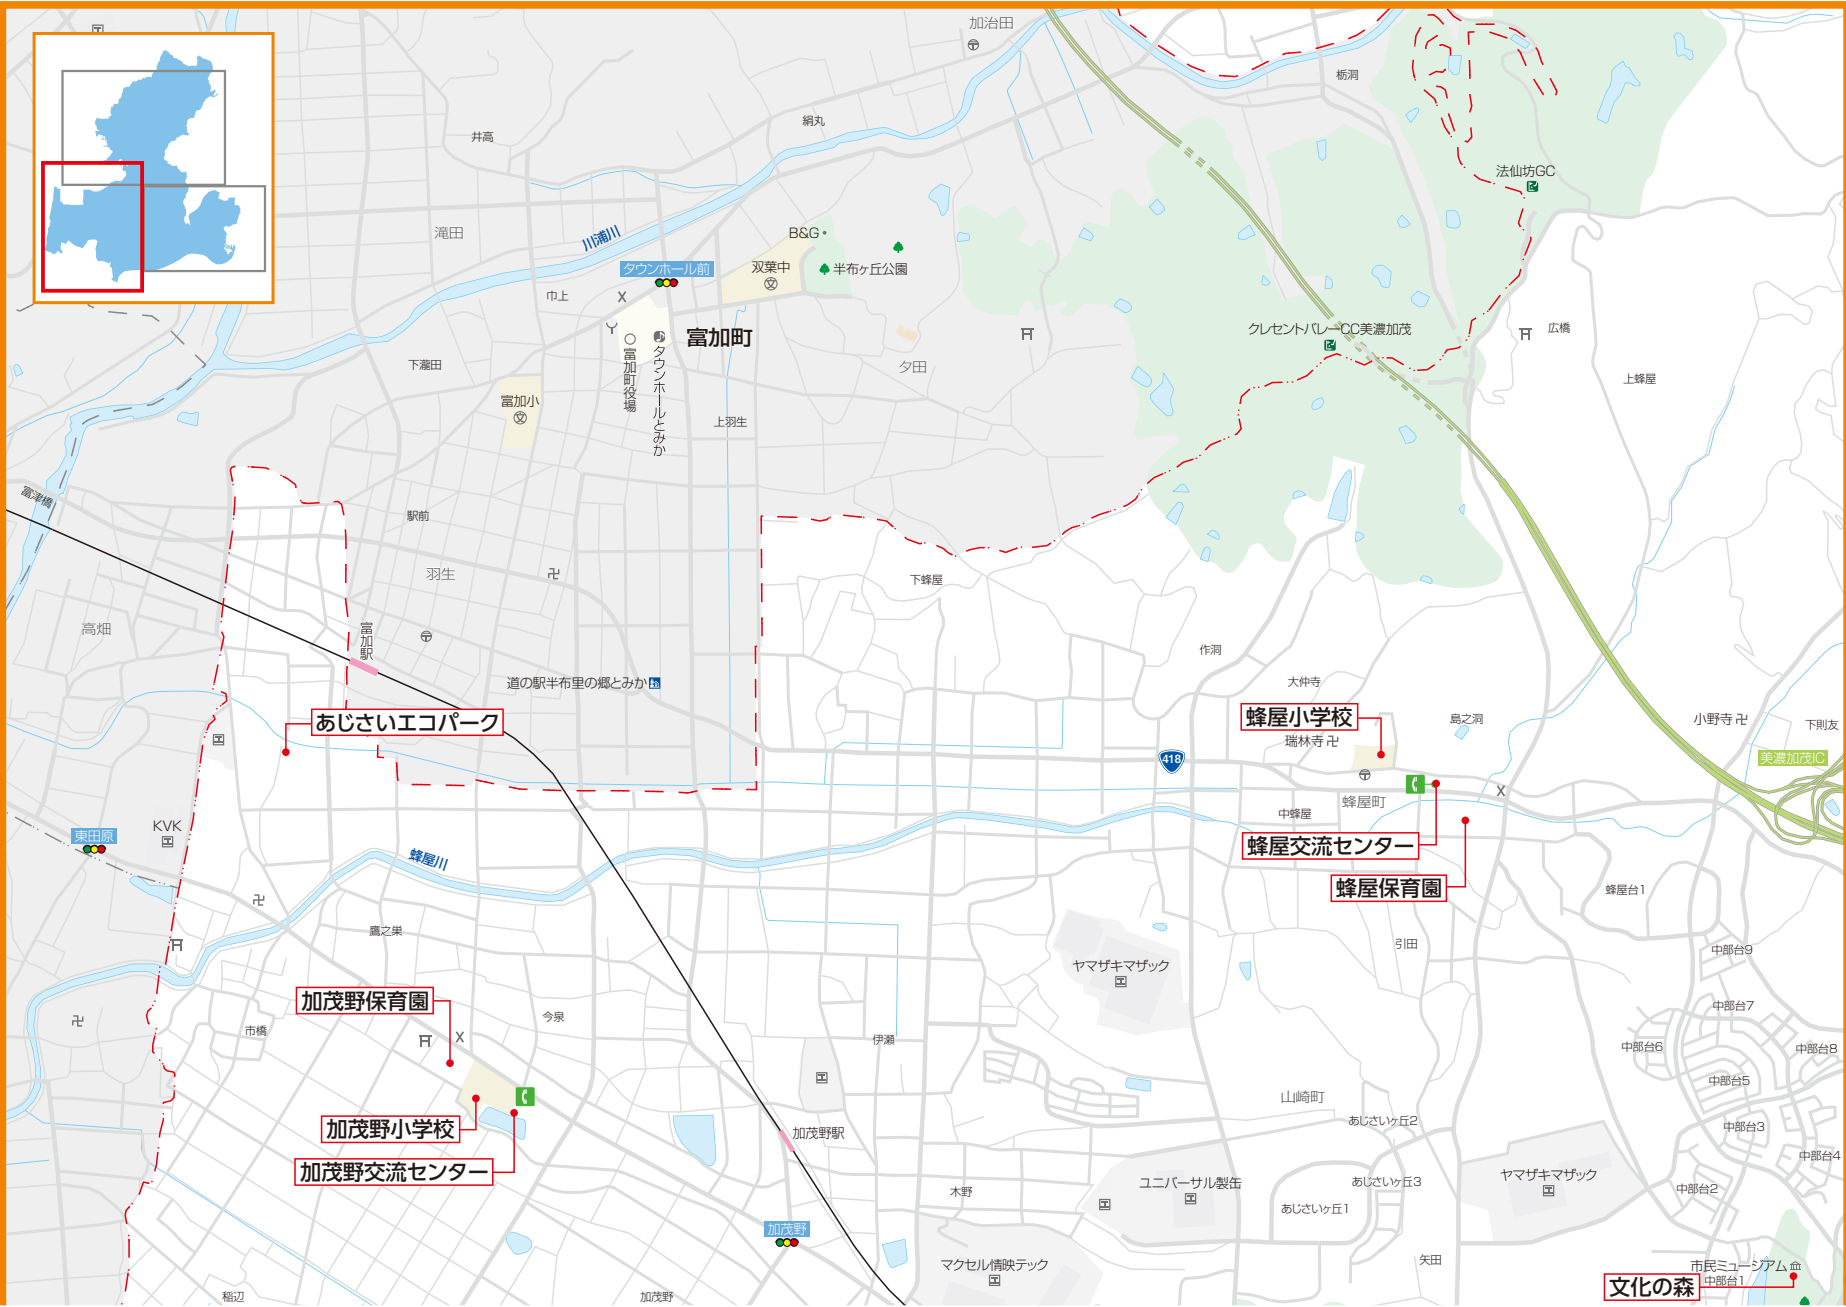 加治田
栃洞
絹丸
井高
法仙坊GC
滝田
川浦川
B&G
タウンホール前
双葉中
半布ヶ丘公園
巾上
富加町
クレセントバレーCC美濃加茂
広橋
富加町役場
タウンホールとみか
下瀧田
夕田
上蜂屋
富加小
上羽生
富津橋
駅前
羽生
下蜂屋
高畑
富加駅
作洞
道の駅半布里の郷とみか
大仲寺
あじさいエコパーク
蜂屋小学校
島之洞
小野寺
下則友
瑞林寺
418
美濃加茂IC
蜂屋町
中蜂屋
KVK
東田原
蜂屋川
蜂屋交流センター
蜂屋保育園
蜂屋台1
鷹之巣
引田
中部台9
ヤマザキマザック
加茂野保育園
中部台7
今泉
市橋
伊瀬
中部台6
中部台8
中部台5
山崎町
あじさいヶ丘2
加茂野小学校
加茂野駅
中部台3
中部台4
加茂野交流センター
ヤマザキマザック
ユニバーサル製缶
あじさいヶ丘3
木野
中部台2
あじさいヶ丘1
加茂野
マクセル情映テック
矢田
市民ミュージアム
中部台1
文化の森
稲辺
加茂野